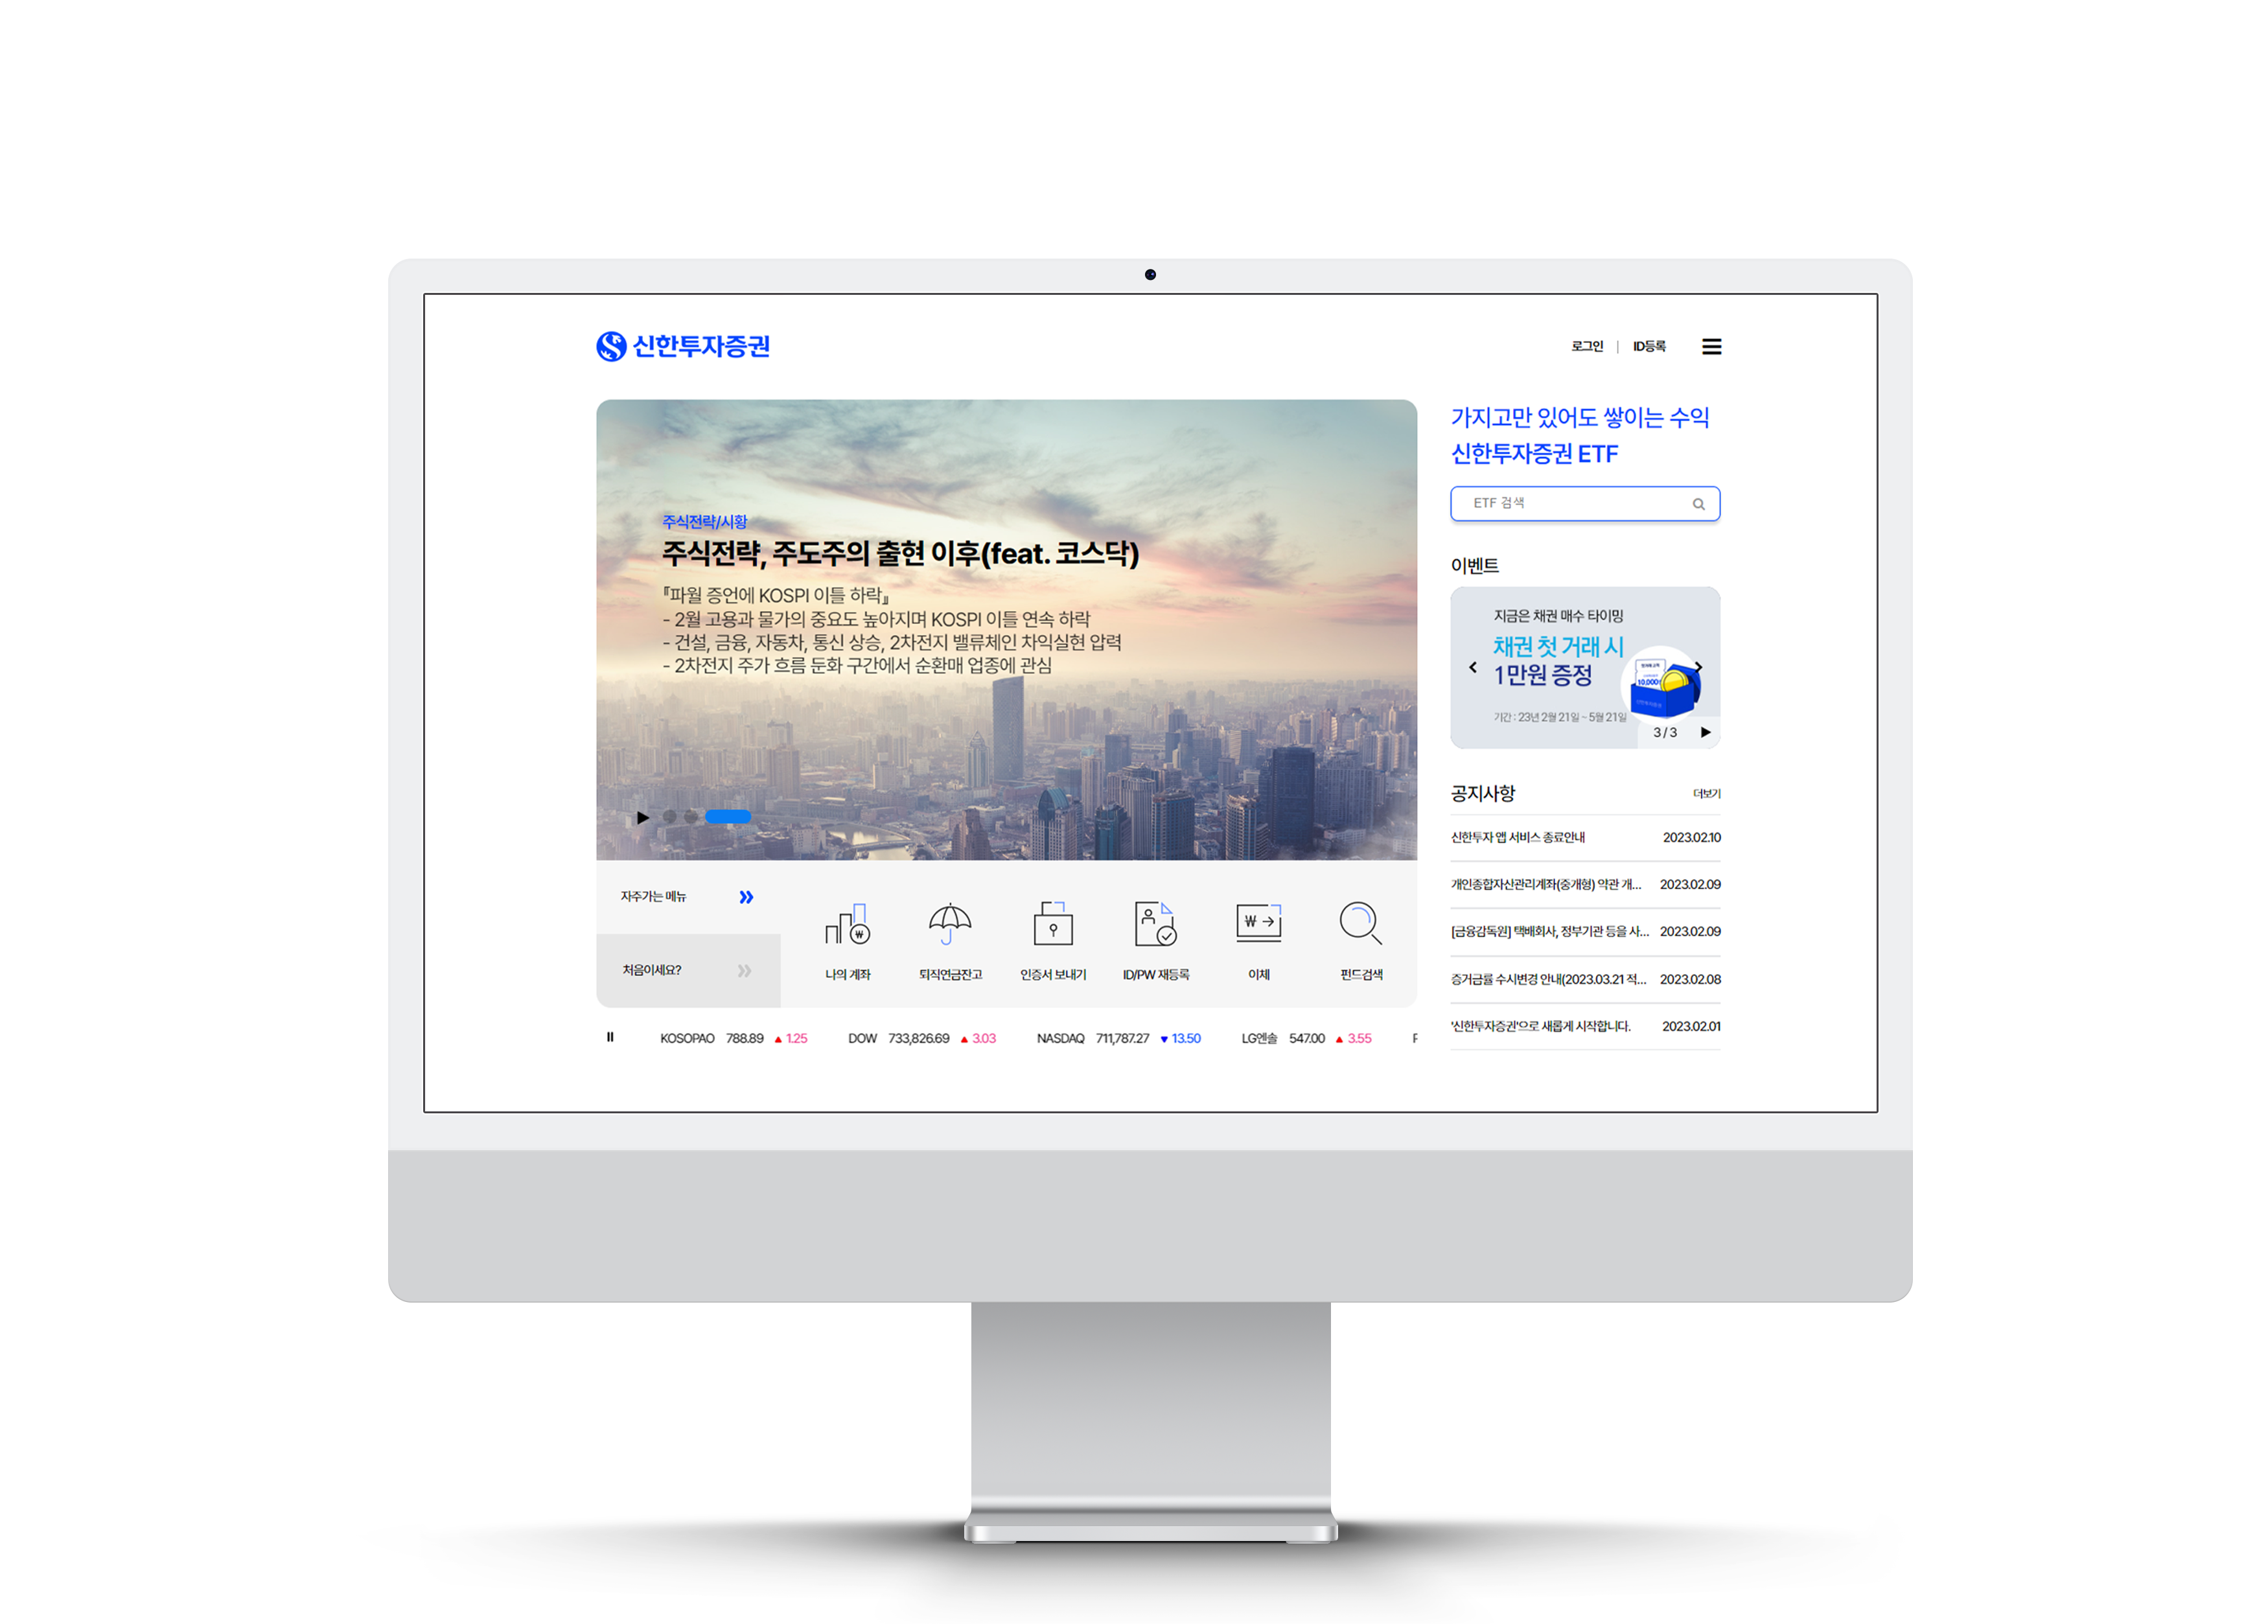 신한투자증권
로그인 | ID등록
주식전략/시황
주식전략, 주도주의 출현 이후(feat. 코스닥)
『파월 증언에 KOSPI 이틀 하락』
- 2월 고용과 물가의 중요도 높아지며 KOSPI 이틀 연속 하락
- 건설, 금융, 자동차, 통신 상승, 2차전지 밸류체인 차익실현 압력
- 2차전지 주가 흐름 둔화 구간에서 순환매 업종에 관심
자주가는 메뉴
처음이세요?
나의 계좌
퇴직연금잔고
인증서 보내기
ID/PW 재등록
이체
펀드검색
KOSOPAO 788.89 ▲ 1.25 DOW 733,826.69 ▲ 3.03 NASDAQ 711,787.27 ▼ 13.50 LG엔솔 547.00 ▲ 3.55
가지고만 있어도 쌓이는 수익
신한투자증권 ETF
ETF 검색
이벤트
지금은 채권 매수 타이밍
채권 첫 거래 시
1만원 증정
10,000
기간 : 23년 2월 21일 ~ 5월 21일
3 / 3
공지사항 더보기
신한투자 앱 서비스 종료안내 2023.02.10
개인종합자산관리계좌(중개형) 약관 개... 2023.02.09
[금융감독원] 택배회사, 정부기관 등을 사... 2023.02.09
증거금률 수시변경 안내(2023.03.21 적... 2023.02.08
'신한투자증권'으로 새롭게 시작합니다. 2023.02.01